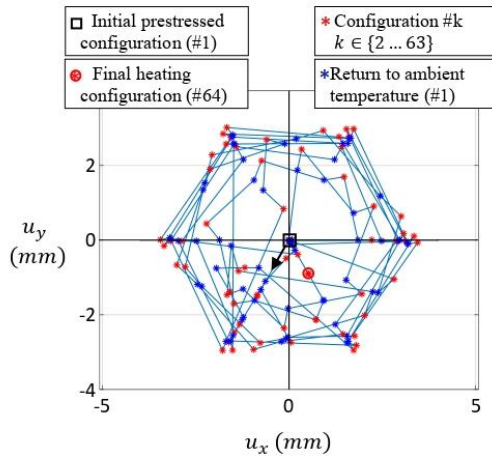 Initial prestressed
configuration (#1)
Configuration #k
k ∈ {2 … 63}
Final heating
configuration (#64)
Return to ambient
temperature (#1)
2
0
-2
-4
u_y
(mm)
-5
0
5
u_x (mm)